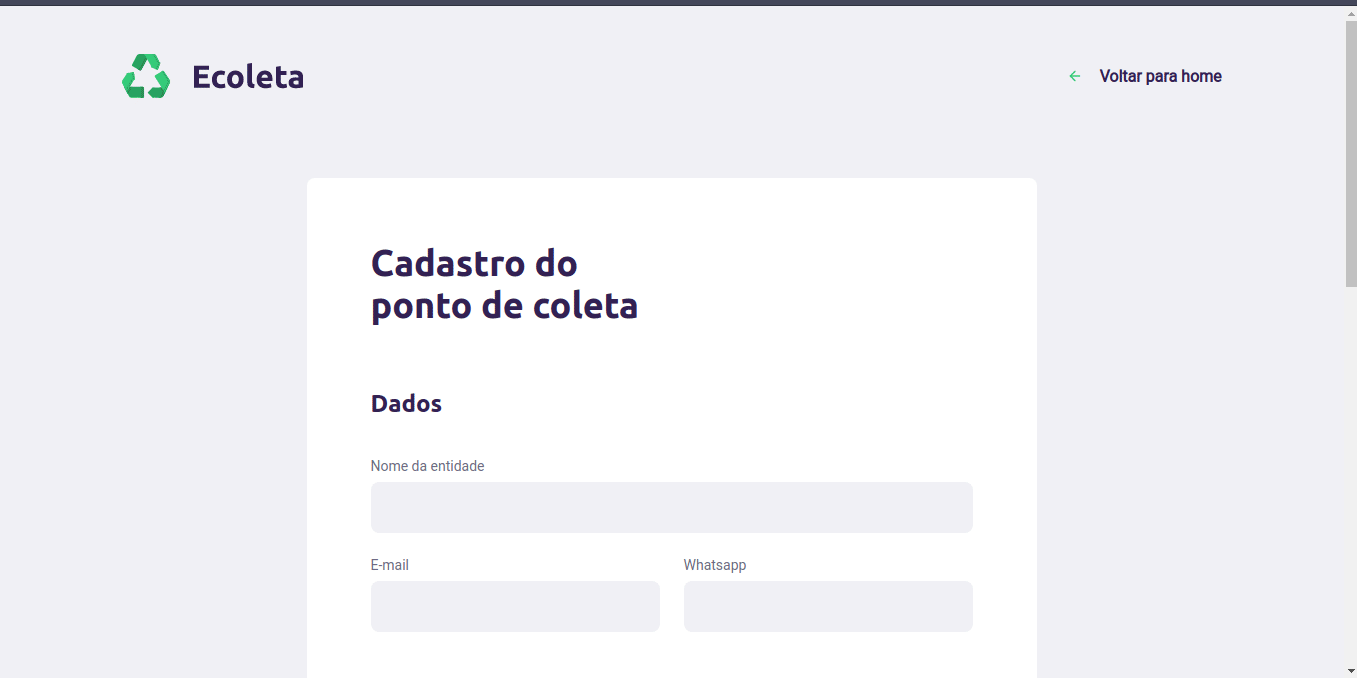 Ecoleta
Voltar para home
Cadastro do
ponto de coleta
Dados
Nome da entidade
E-mail
Whatsapp